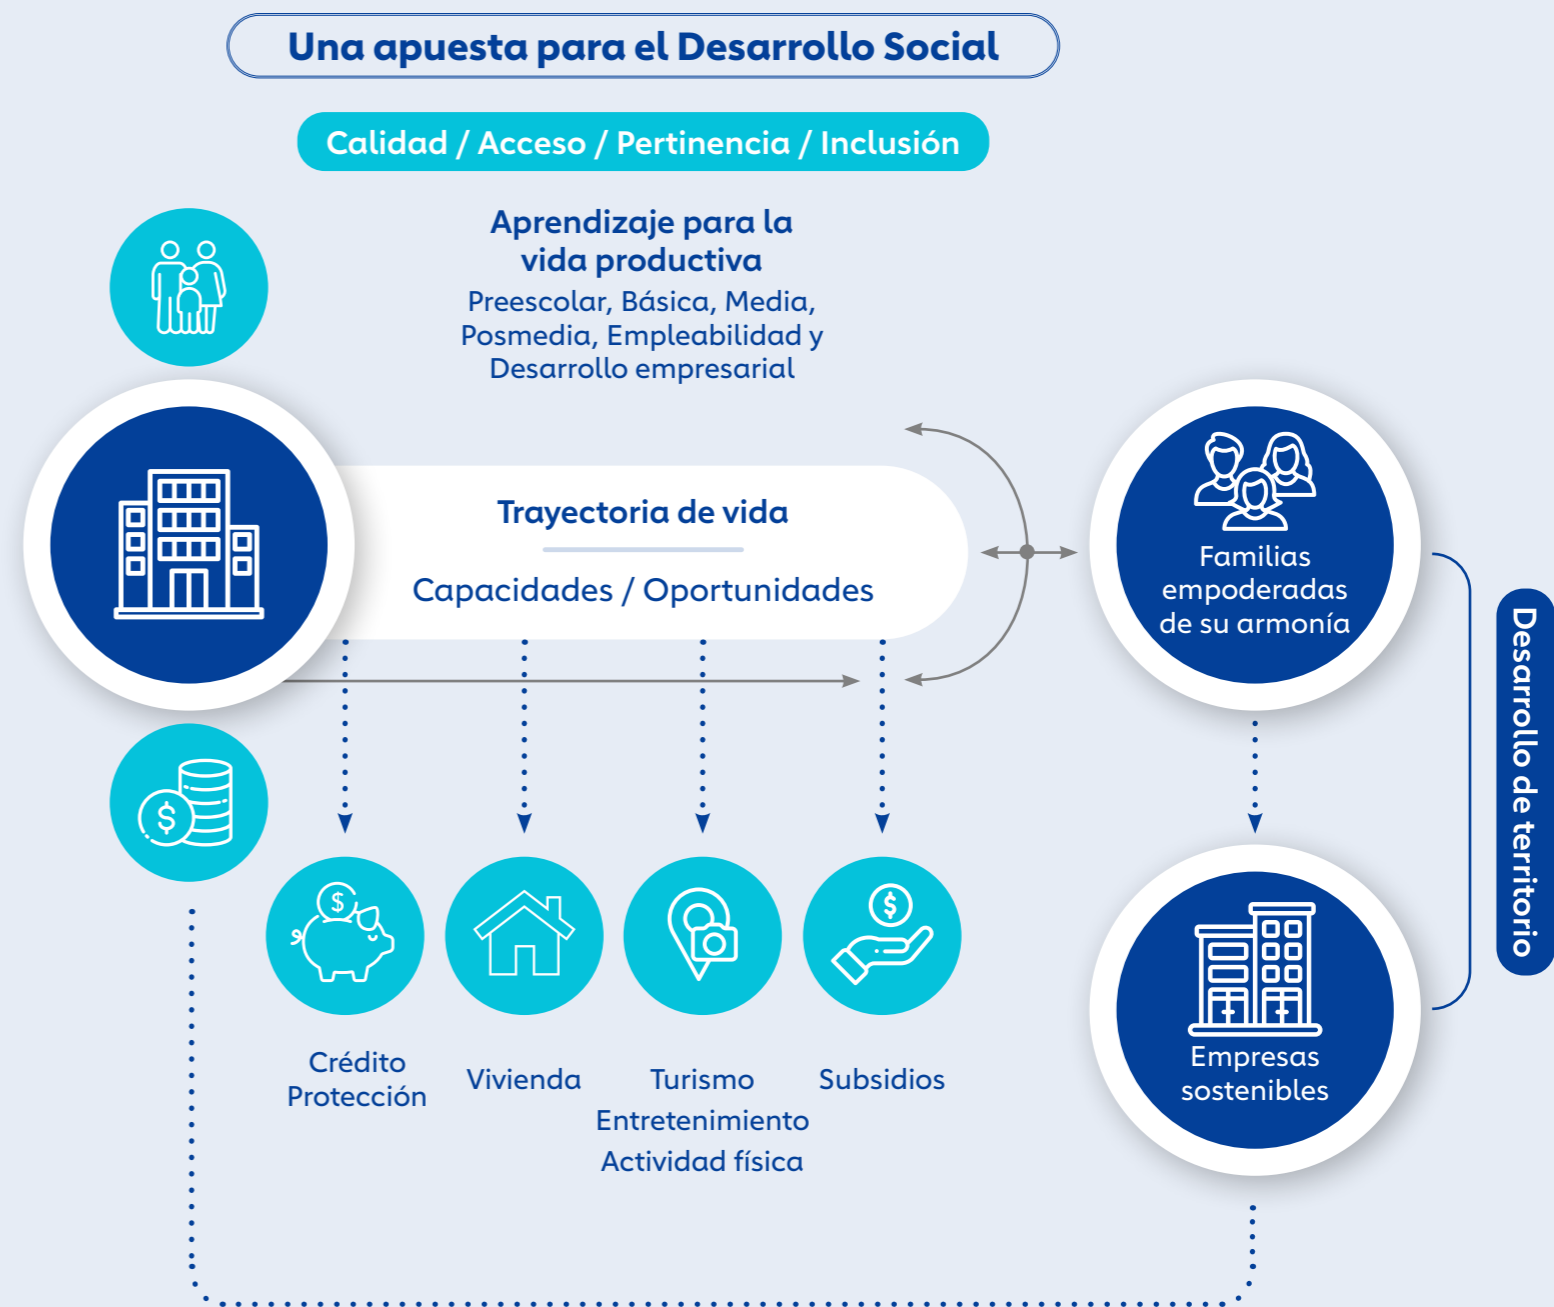 Una apuesta para el Desarrollo Social
Calidad / Acceso / Pertinencia / Inclusión
Aprendizaje para la
vida productiva
Preescolar, Básica, Media,
Posmedia, Empleabilidad y
Desarrollo empresarial
Trayectoria de vida
Capacidades / Oportunidades
Familias
empoderadas
de su armonía
Desarrollo de territorio
$
$
$
Crédito
Protección
Vivienda
Turismo
Entretenimiento
Actividad física
Subsidios
Empresas
sostenibles